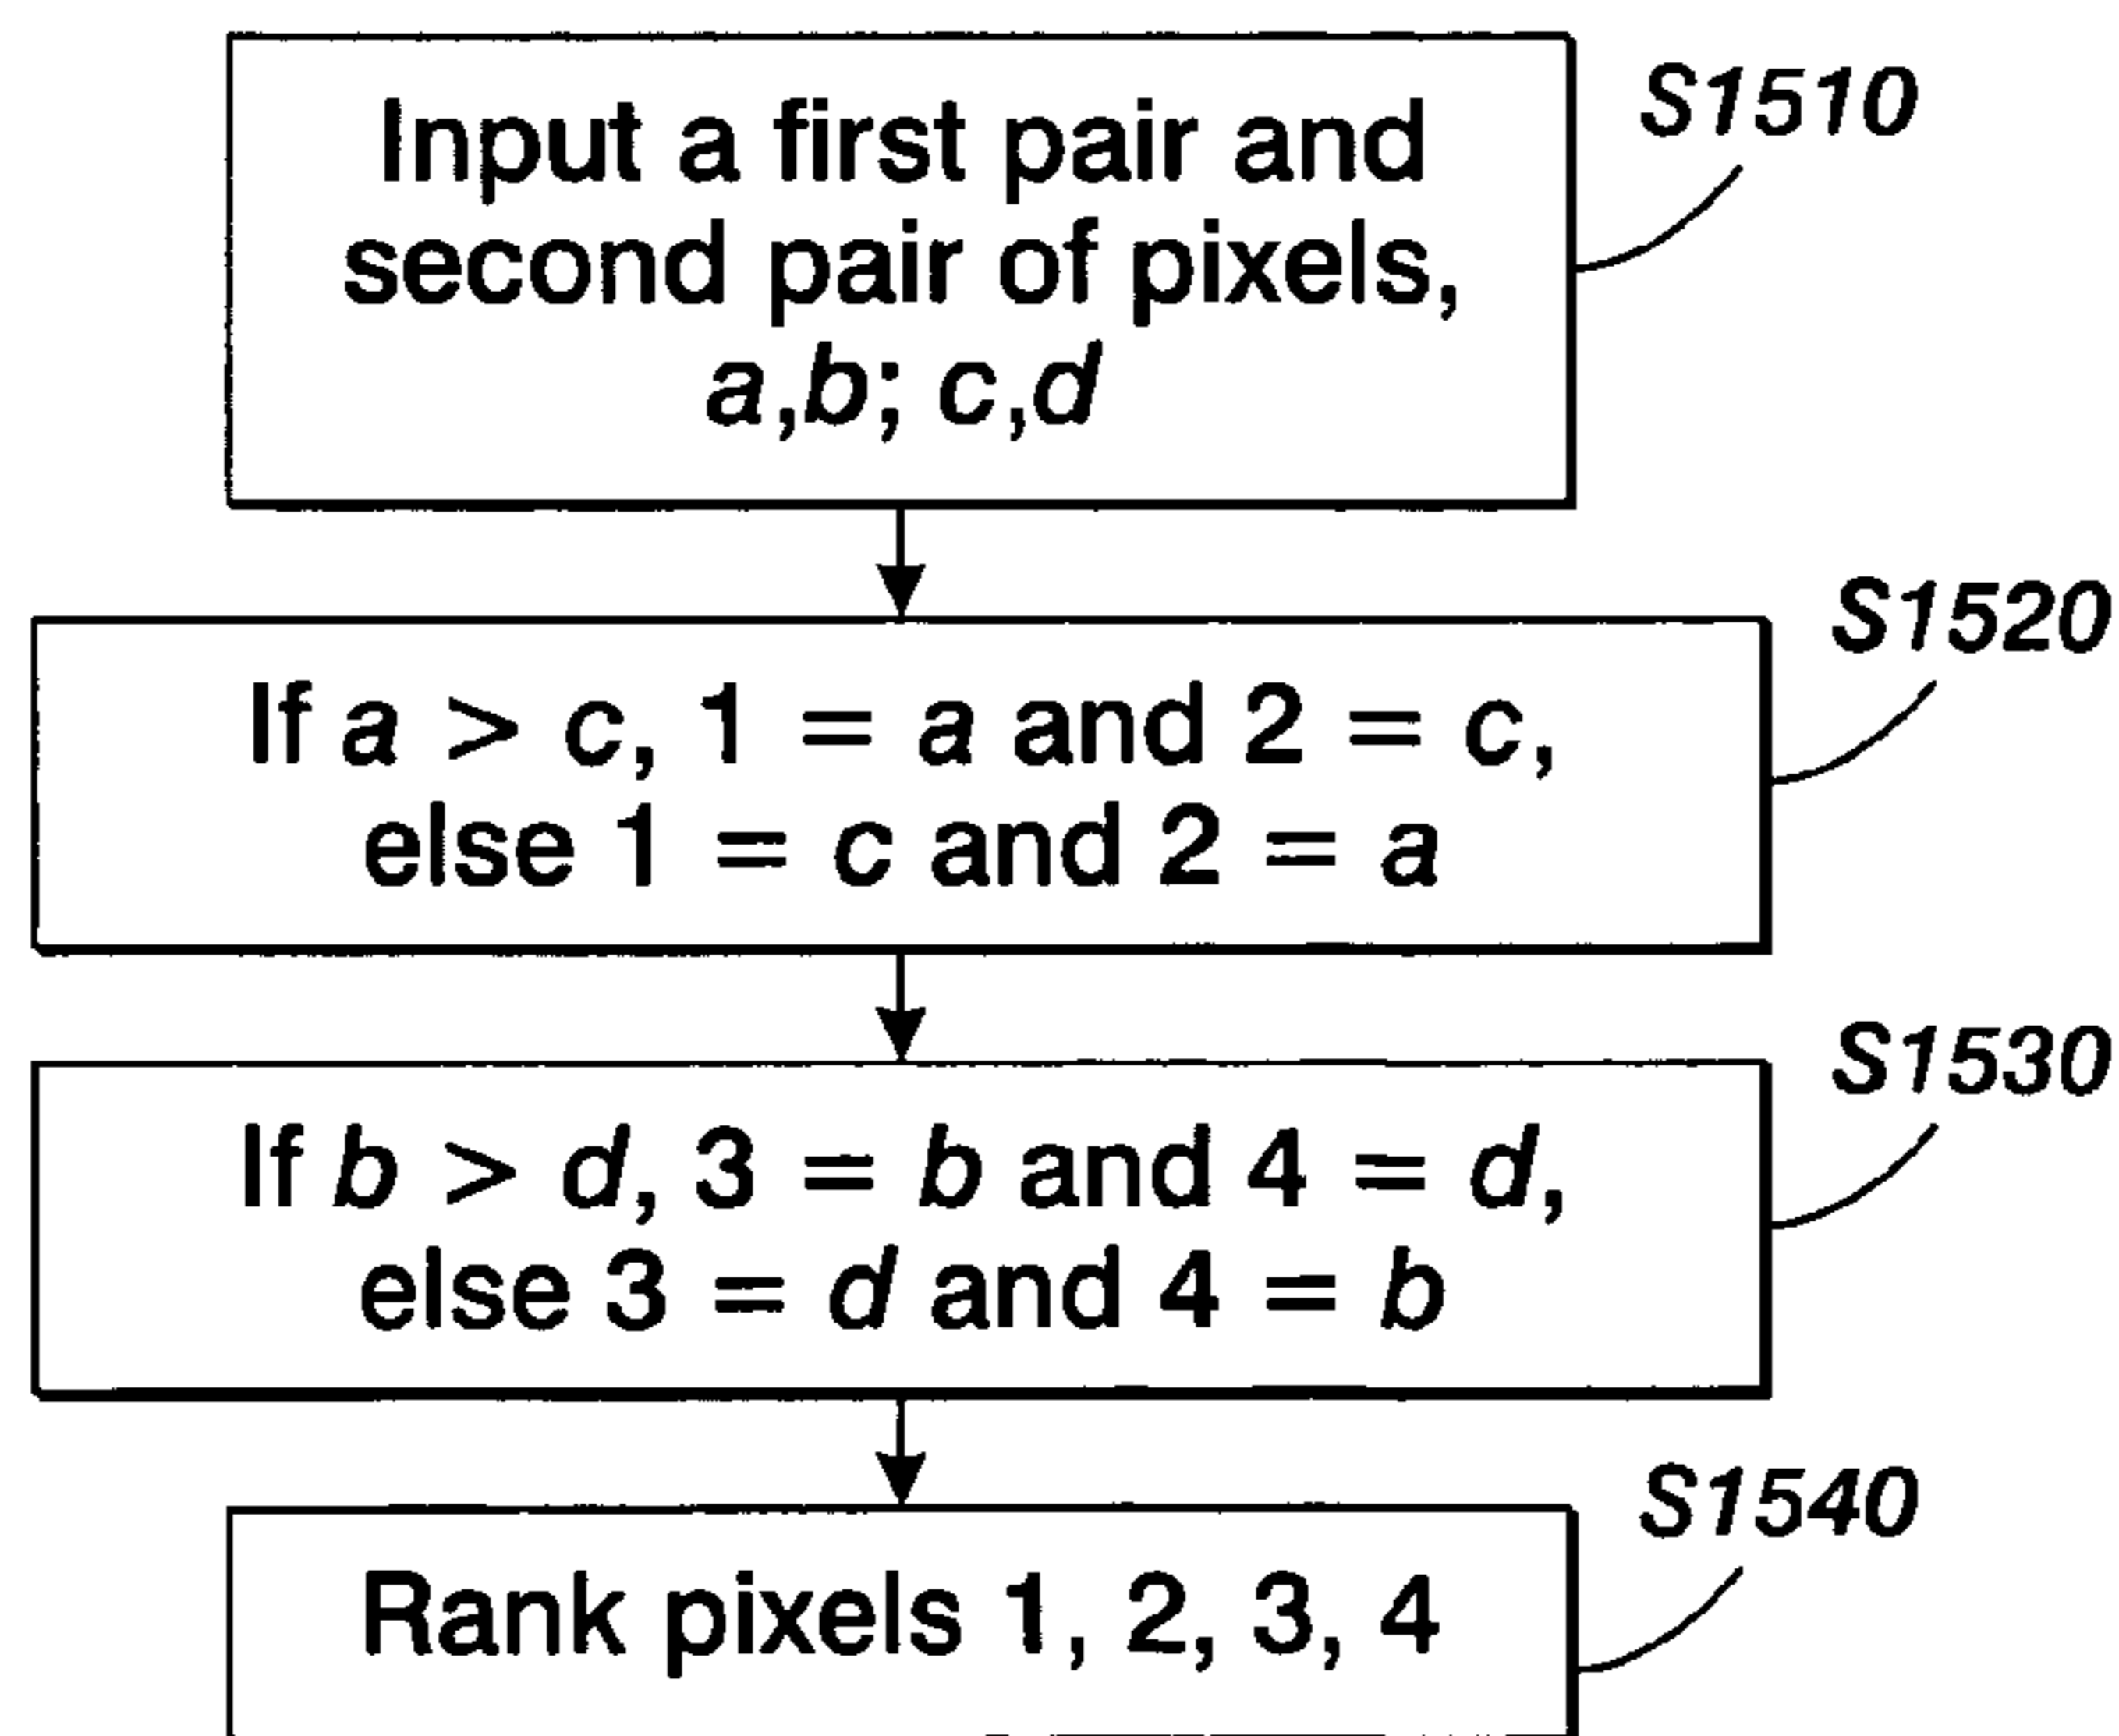 Input a first pair and
second pair of pixels,
a,b; c,d
S1510
If a > c, 1 = a and 2 = c,
else 1 = c and 2 = a
S1520
If b > d, 3 = b and 4 = d,
else 3 = d and 4 = b
S1530
Rank pixels 1, 2, 3, 4
S1540